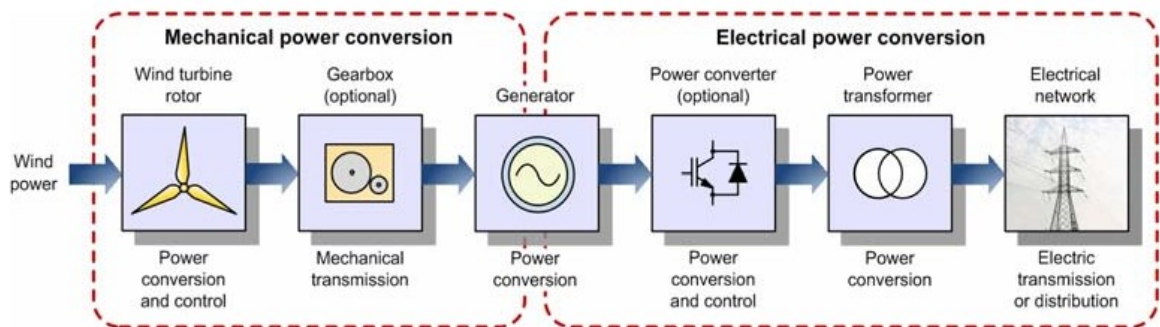 Mechanical power conversion
Electrical power conversion
Wind turbine
rotor
Gearbox
(optional)
Generator
Power converter
(optional)
Power
transformer
Electrical
network
Wind
power
Power
conversion
and control
Mechanical
transmission
Power
conversion
Power
conversion
and control
Power
conversion
Electric
transmission
or distribution